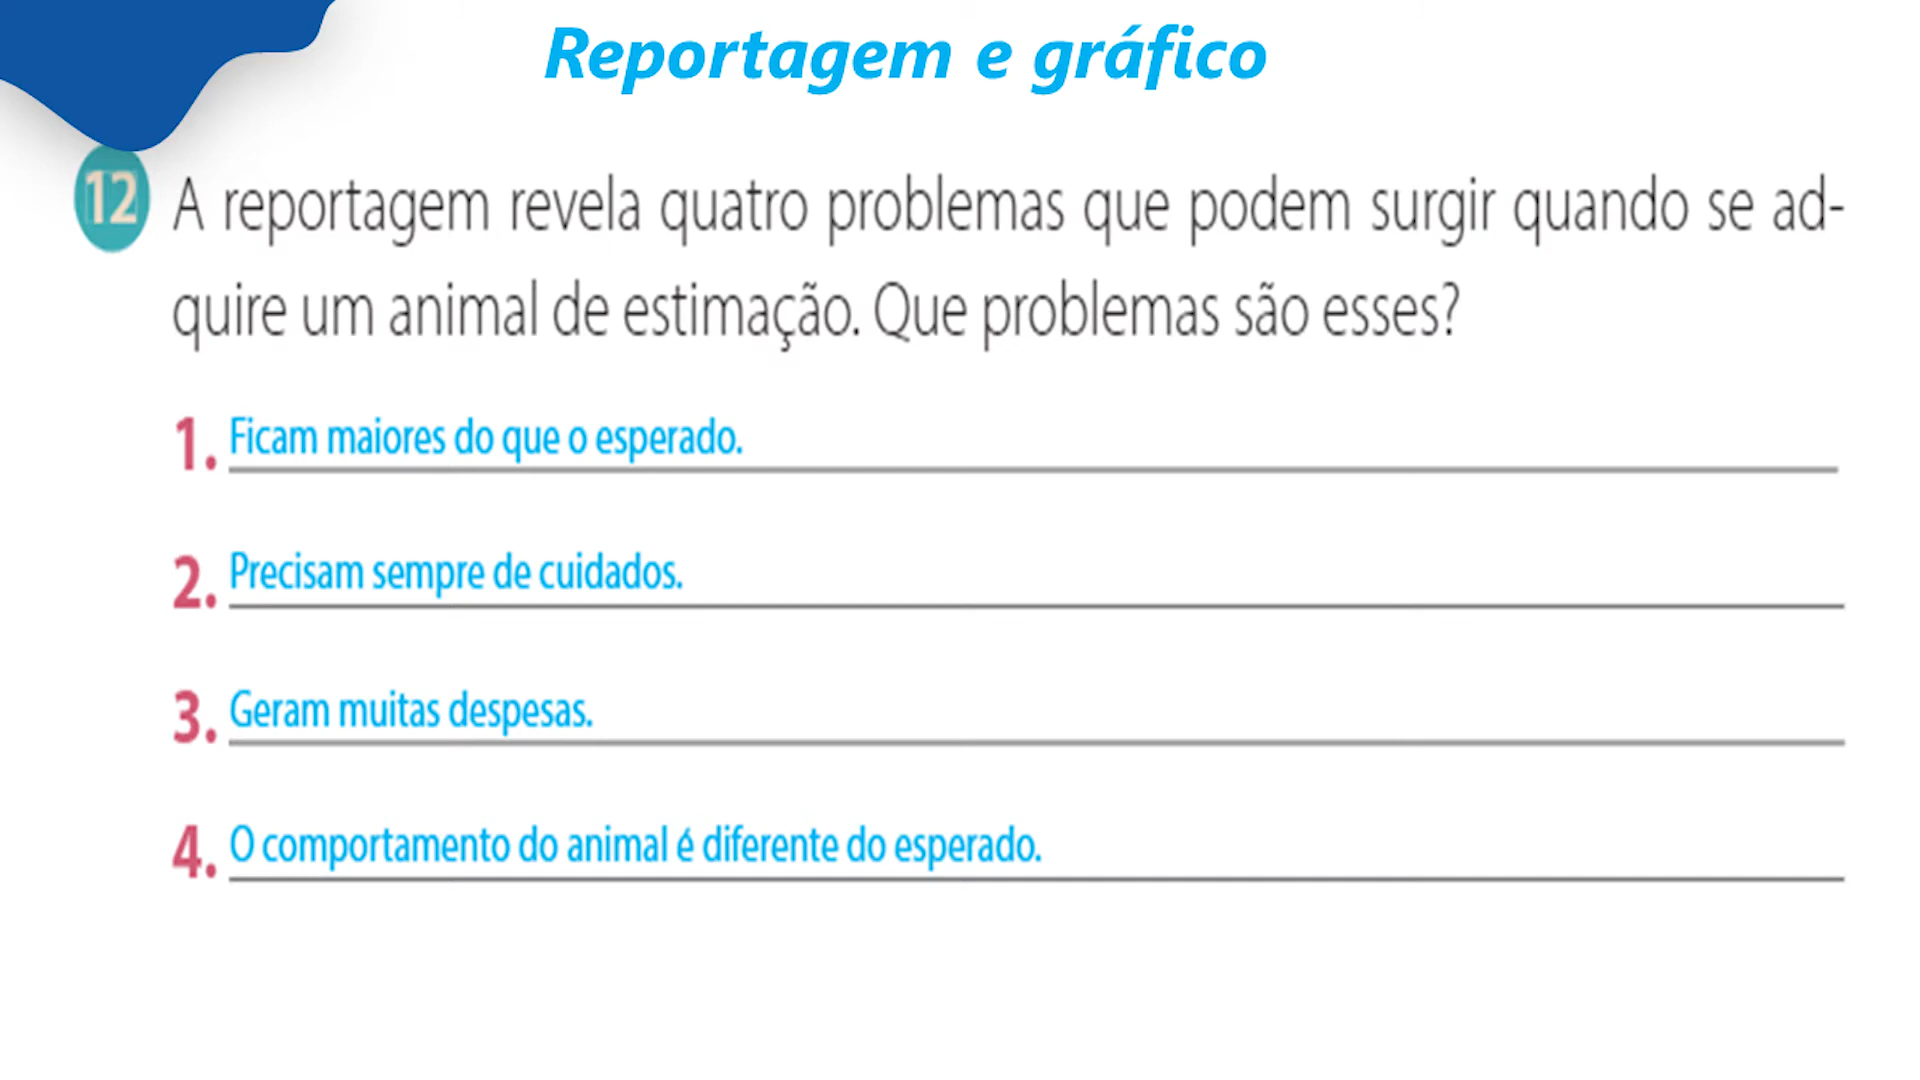 Reportagem e gráfico
12 A reportagem revela quatro problemas que podem surgir quando se ad-
quire um animal de estimação. Que problemas são esses?
1. Ficam maiores do que o esperado.
2. Precisam sempre de cuidados.
3. Geram muitas despesas.
4. O comportamento do animal é diferente do esperado.